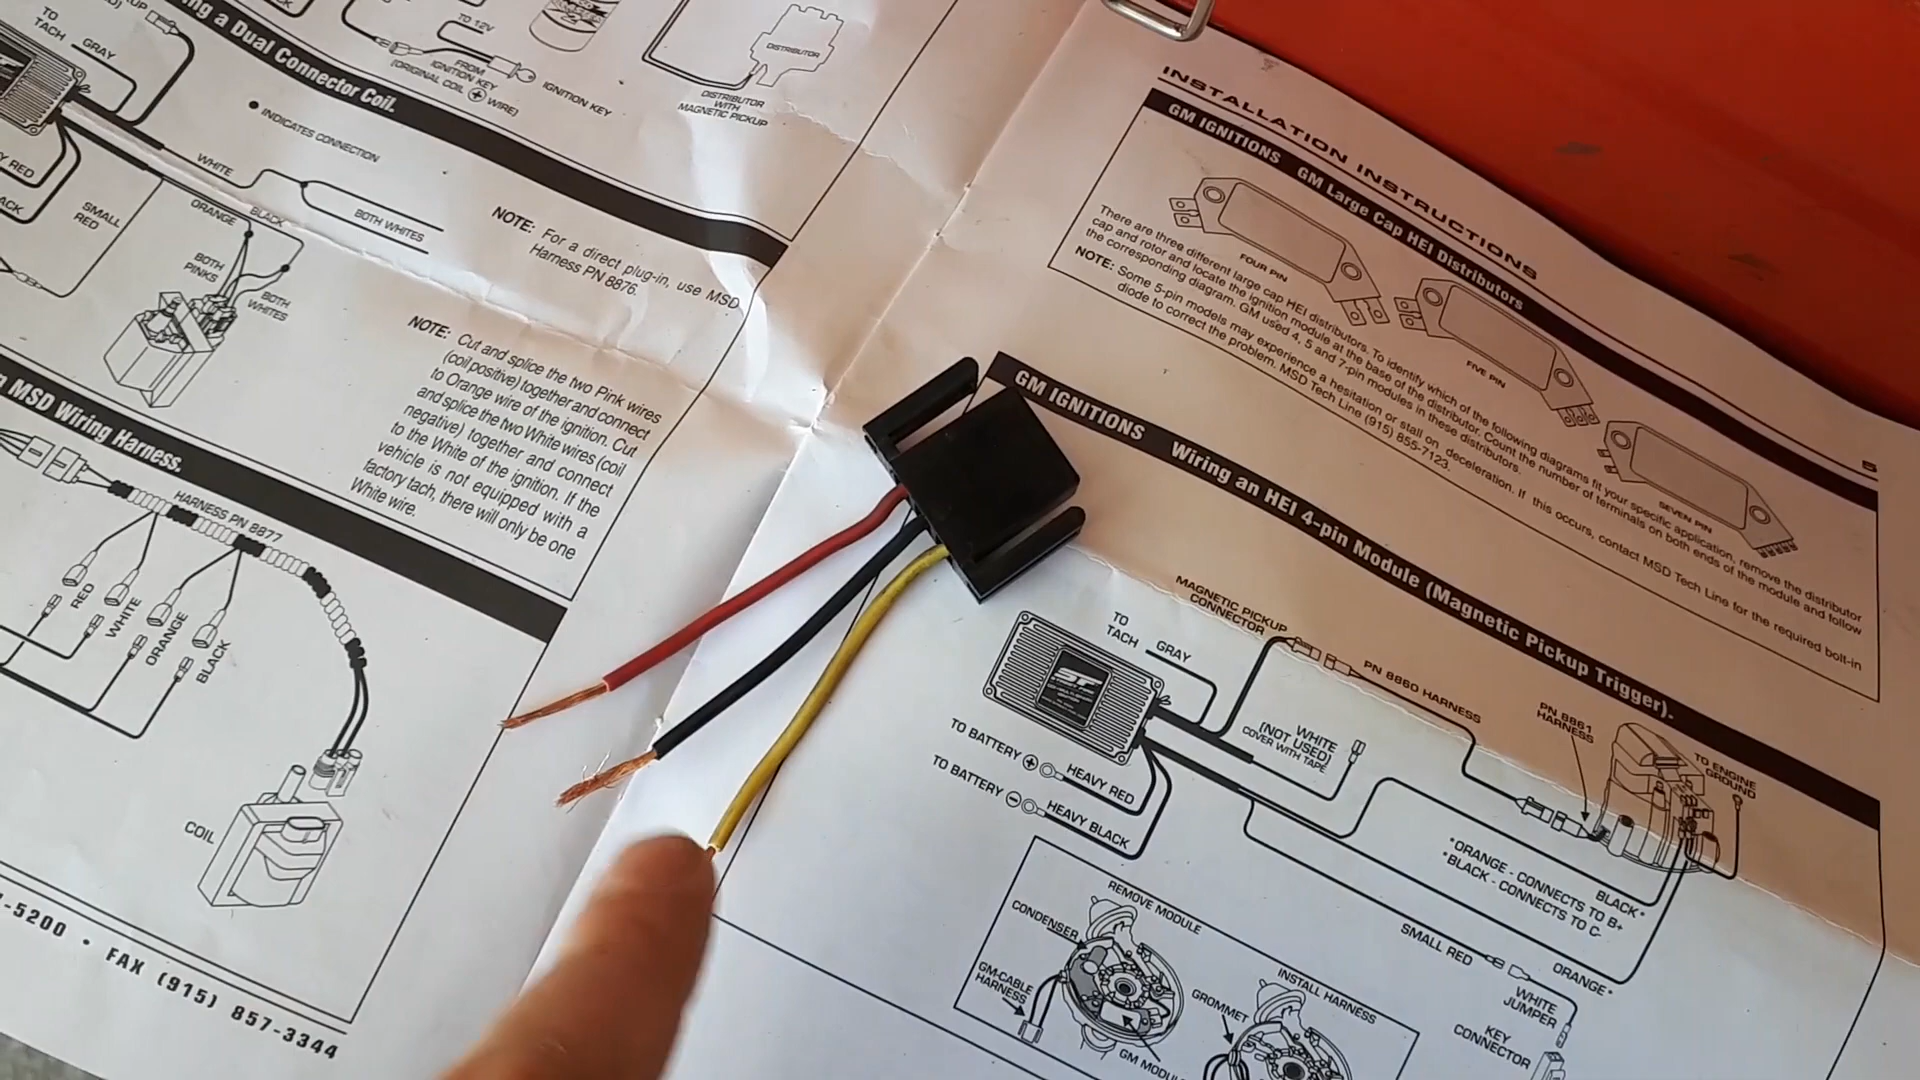 TO
TACH
GRAY
TO 12V
FROM
IGNITION KEY
(ORIGINAL COIL + WIRE)
IGNITION KEY
DISTRIBUTOR
DISTRIBUTOR
WITH
MAGNETIC PICKUP
a Dual Connector Coil.
INDICATES CONNECTION
RED
SMALL
RED
WHITE
ORANGE
BLACK
BOTH WHITES
BOTH
PINKS
BOTH
WHITES
NOTE: For a direct plug-in, use MSD
Harness PN 8876.
NOTE: Cut and splice the two Pink wires
(coil positive) together and connect
to Orange wire of the ignition. Cut
and splice the two White wires (coil
negative) together and connect
to the White of the ignition. If the
vehicle is not equipped with a
factory tach, there will only be one
White wire.
MSD Wiring Harness.
HARNESS PN 8877
RED
WHITE
ORANGE
BLACK
COIL
-5200 • FAX (915) 857-3344
INSTALLATION INSTRUCTIONS
5
GM IGNITIONS GM Large Cap HEI Distributors
FOUR PIN
FIVE PIN
SEVEN PIN
There are three different large cap HEI distributors. To identify which of the following diagrams fit your specific application, remove the distributor
cap and rotor and locate the ignition module at the base of the distributor. Count the number of terminals on both ends of the module and follow
the corresponding diagram. GM used 4, 5 and 7-pin modules in these distributors.
NOTE: Some 5-pin models may experience a hesitation or stall on deceleration. If this occurs, contact MSD Tech Line for the required bolt-in
diode to correct the problem. MSD Tech Line (915) 855-7123.
GM IGNITIONS Wiring an HEI 4-pin Module (Magnetic Pickup Trigger).
TO
TACH
GRAY
MAGNETIC PICKUP
CONNECTOR
PN 8860 HARNESS
PN 8861
HARNESS
TO ENGINE
GROUND
WHITE
(NOT USED)
COVER WITH TAPE
TO BATTERY +
HEAVY RED
TO BATTERY -
HEAVY BLACK
*ORANGE - CONNECTS TO B+
*BLACK - CONNECTS TO C-
BLACK*
ORANGE*
SMALL RED
WHITE
JUMPER
KEY
CONNECTOR
REMOVE MODULE
CONDENSER
GM-CABLE
HARNESS
GM MODULE
INSTALL HARNESS
GROMMET